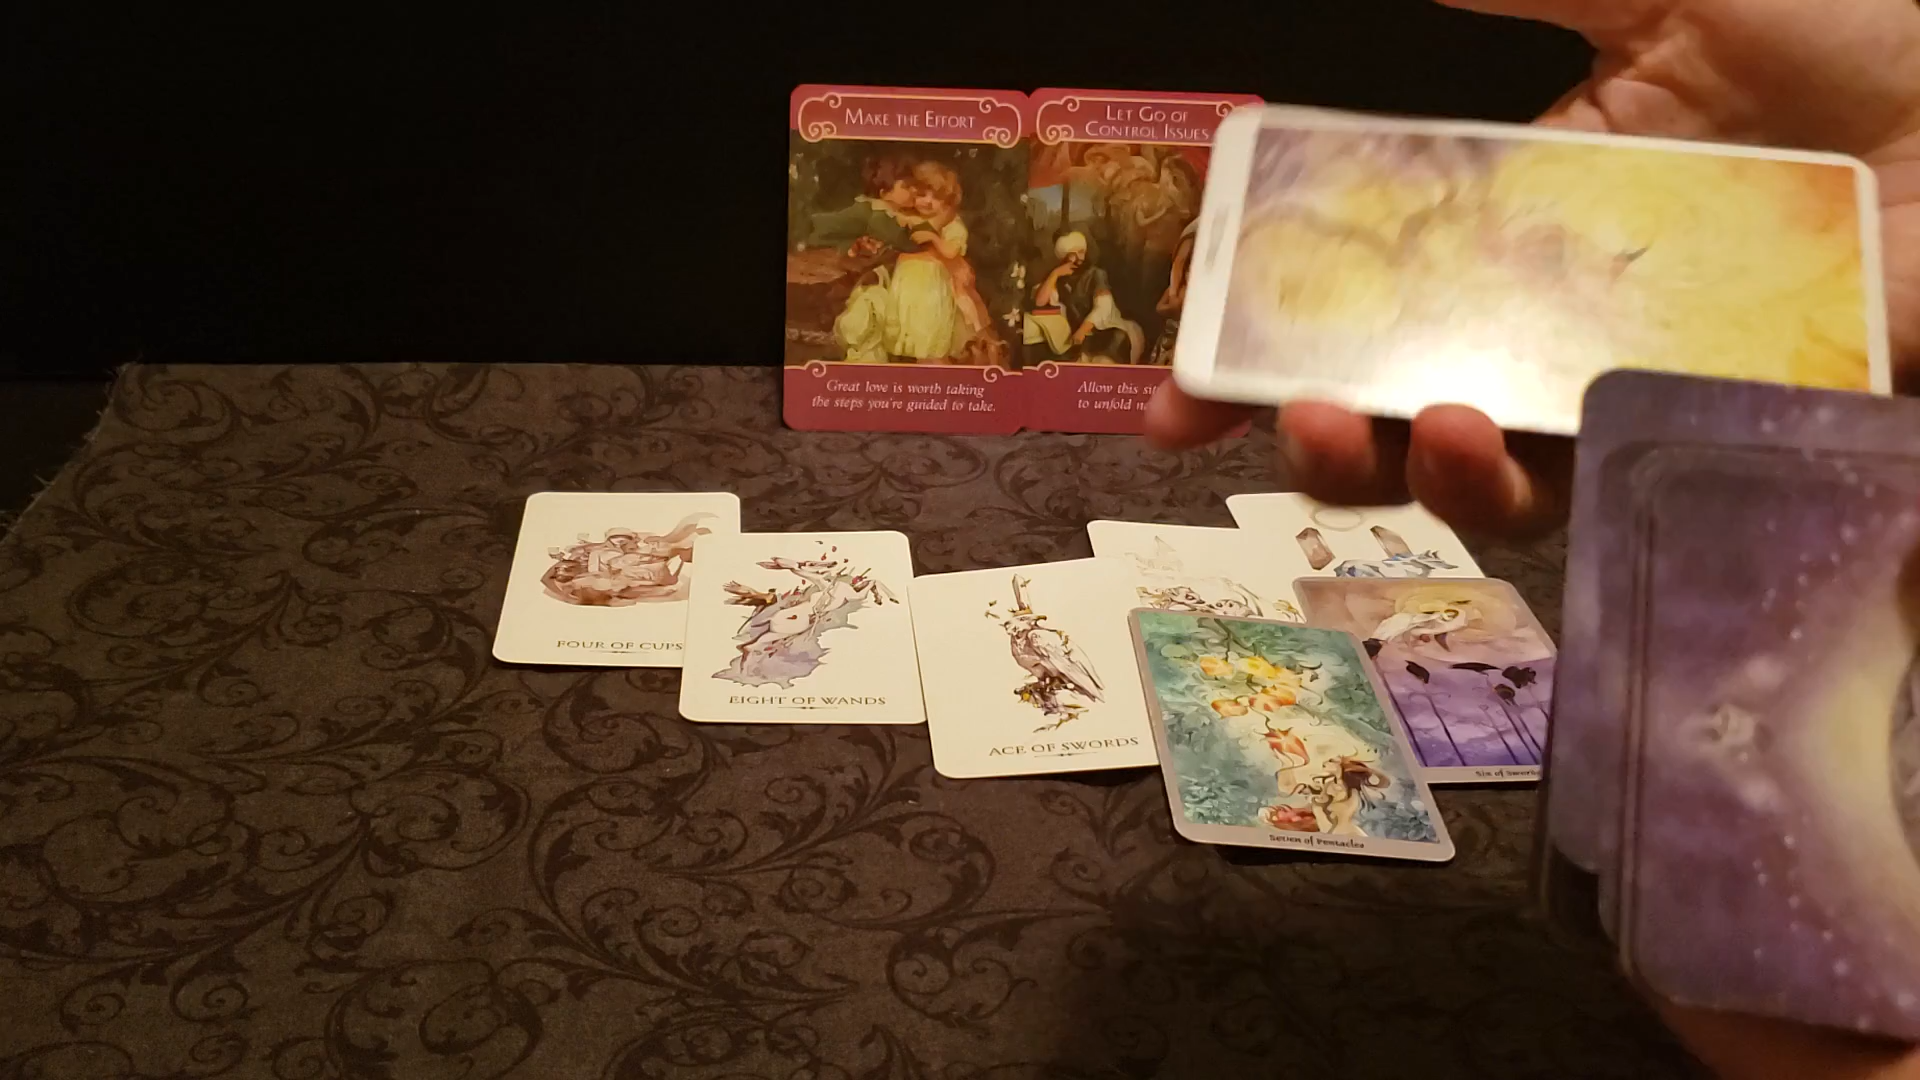 MAKE THE EFFORT
Great love is worth taking
the steps you're guided to take.
LET GO OF
CONTROL ISSUES
Allow this
to unfold
FOUR OF CUPS
EIGHT OF WANDS
ACE OF SWORDS
Seven of Pentacles
Six of Swords